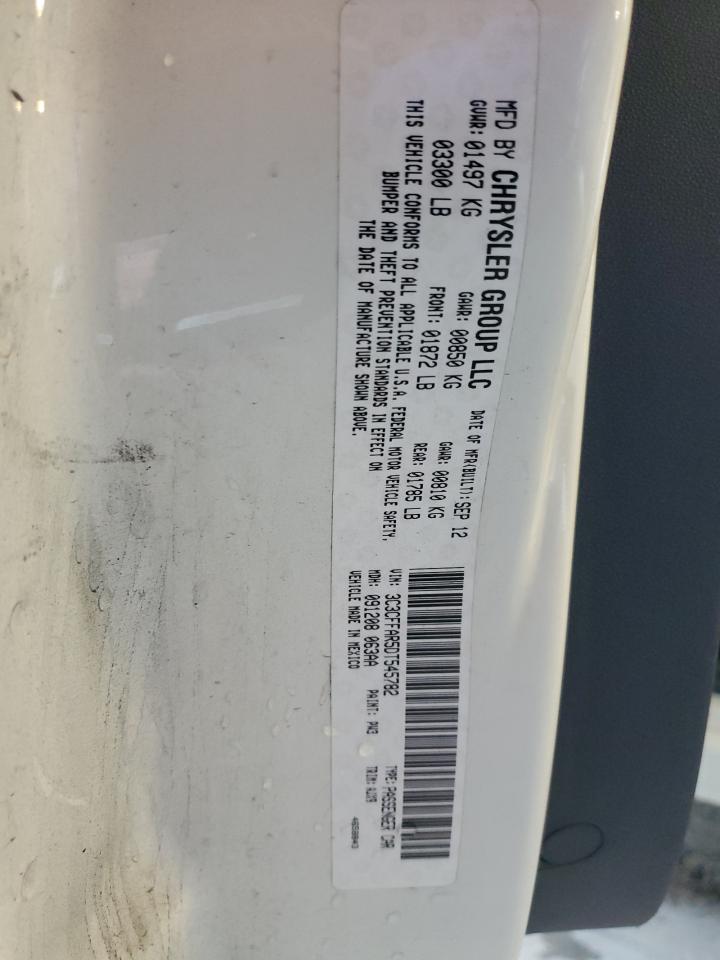 MFD BY CHRYSLER GROUP LLC
DATE OF MFR(BUILT): SEP 12
GVWR: 01497 KG
GAWR: 00850 KG
GAWR: 00810 KG
03300 LB
FRONT: 01872 LB
REAR: 01785 LB
THIS VEHICLE CONFORMS TO ALL APPLICABLE U.S.A. FEDERAL MOTOR VEHICLE SAFETY,
BUMPER AND THEFT PREVENTION STANDARDS IN EFFECT ON
THE DATE OF MANUFACTURE SHOWN ABOVE.
VIN: 3C3CFFAR5DT545782
TYPE: PASSENGER CAR
MDH: 091208 063AA
PAINT: PW3
TRIM:
VEHICLE MADE IN MEXICO